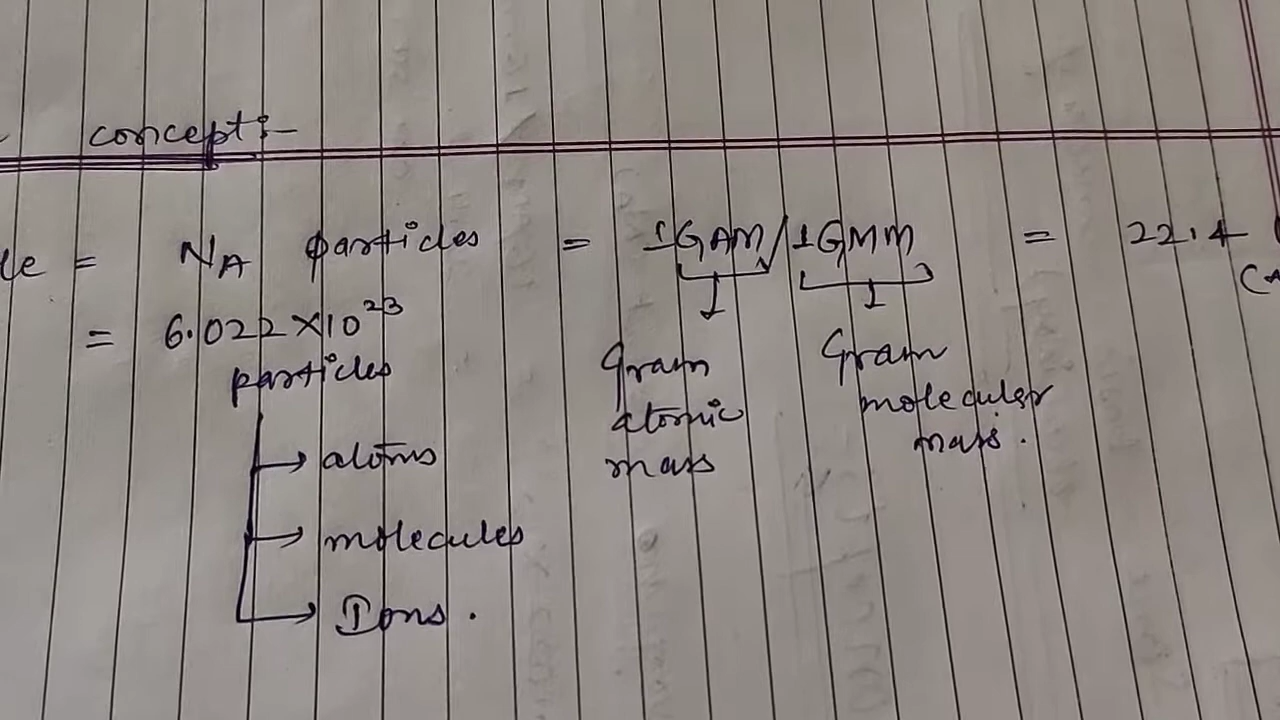 concept:-
le = NA particles = 1GAM/1GMM = 22.4
= 6.022×10²³
particles
Gram
atomic
mass
Gram
molecular
mass.
→ atoms
→ molecules
→ Ions.